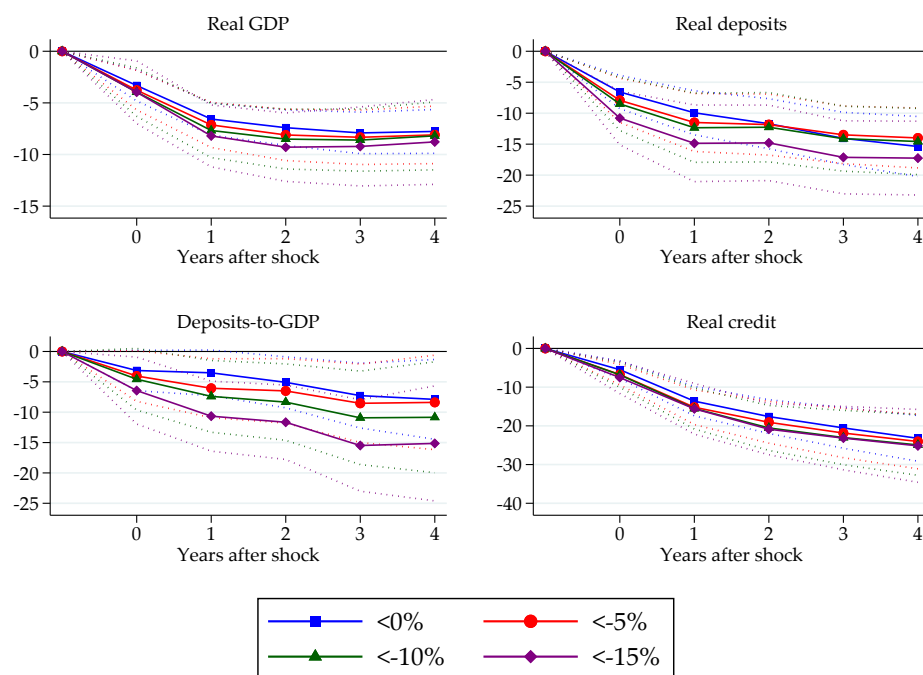 Real GDP
0
-5
-10
-15
0 1 2 3 4
Years after shock
Real deposits
0
-5
-10
-15
-20
-25
0 1 2 3 4
Years after shock
Deposits-to-GDP
0
-5
-10
-15
-20
-25
0 1 2 3 4
Years after shock
Real credit
0
-10
-20
-30
-40
0 1 2 3 4
Years after shock
<0% <-5%
<-10% <-15%